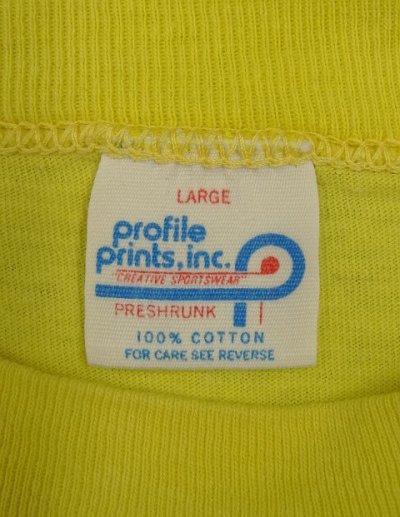 LARGE
profile
prints, inc.
"CREATIVE SPORTSWEAR"
PRESHRUNK
100% COTTON
FOR CARE SEE REVERSE